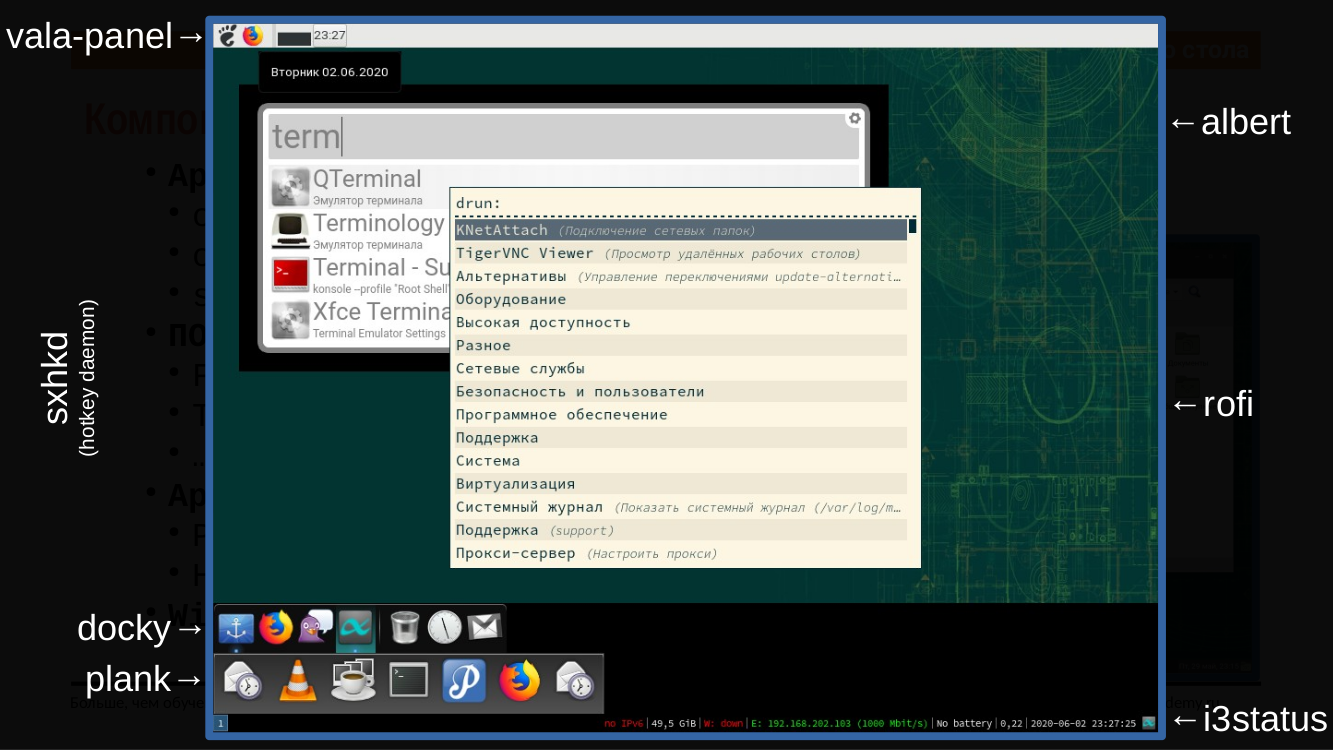 vala-panel→
23:27
р стола
Вторник 02.06.2020
Компо
term
←albert
QTerminal
Эмулятор терминала
Terminology
Эмулятор терминала
Terminal - Su
konsole --profile "Root Shell"
Xfce Termina
Terminal Emulator Settings
drun:
KNetAttach (Подключение сетевых папок)
TigerVNC Viewer (Просмотр удалённых рабочих столов)
Альтернативы (Управление переключениями update-alternati…
Оборудование
Высокая доступность
Разное
Сетевые службы
Безопасность и пользователи
Программное обеспечение
Поддержка
Система
Виртуализация
Системный журнал (Показать системный журнал (/var/log/m…
Поддержка (support)
Прокси-сервер (Настроить прокси)
sxhkd
(hotkey daemon)
←rofi
docky→
plank→
Больше, чем обуче
1
no IPv6|49,5 GiB|W: down|E: 192.168.202.103 (1000 Mbit/s)|No battery|0,22|2020-06-02 23:27:25
←i3status